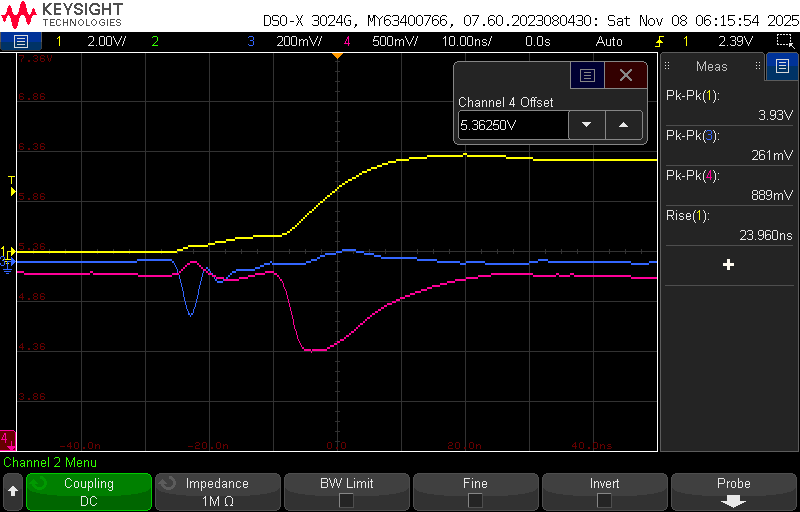 KEYSIGHT
TECHNOLOGIES
DSO-X 3024G, MY63400766, 07.60.2023080430: Sat Nov 08 06:15:54 2025
1 2.00V/ 2 3 200mV/ 4 500mV/ 10.00ns/ 0.0s Auto 1 2.39V
7.36V
6.86
6.36
5.86
5.36
4.86
4.36
3.86
-40.0n -20.0n 0.0 20.0n 40.0ns
T
1
4
Channel 4 Offset
5.36250V
Meas
Pk-Pk(1):
3.93V
Pk-Pk(3):
261mV
Pk-Pk(4):
889mV
Rise(1):
23.960ns
Channel 2 Menu
Coupling
DC
Impedance
1M Ω
BW Limit
Fine
Invert
Probe